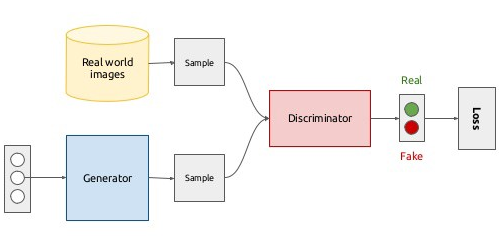 Real world
images
Sample
Generator
Sample
Discriminator
Real
Fake
Loss